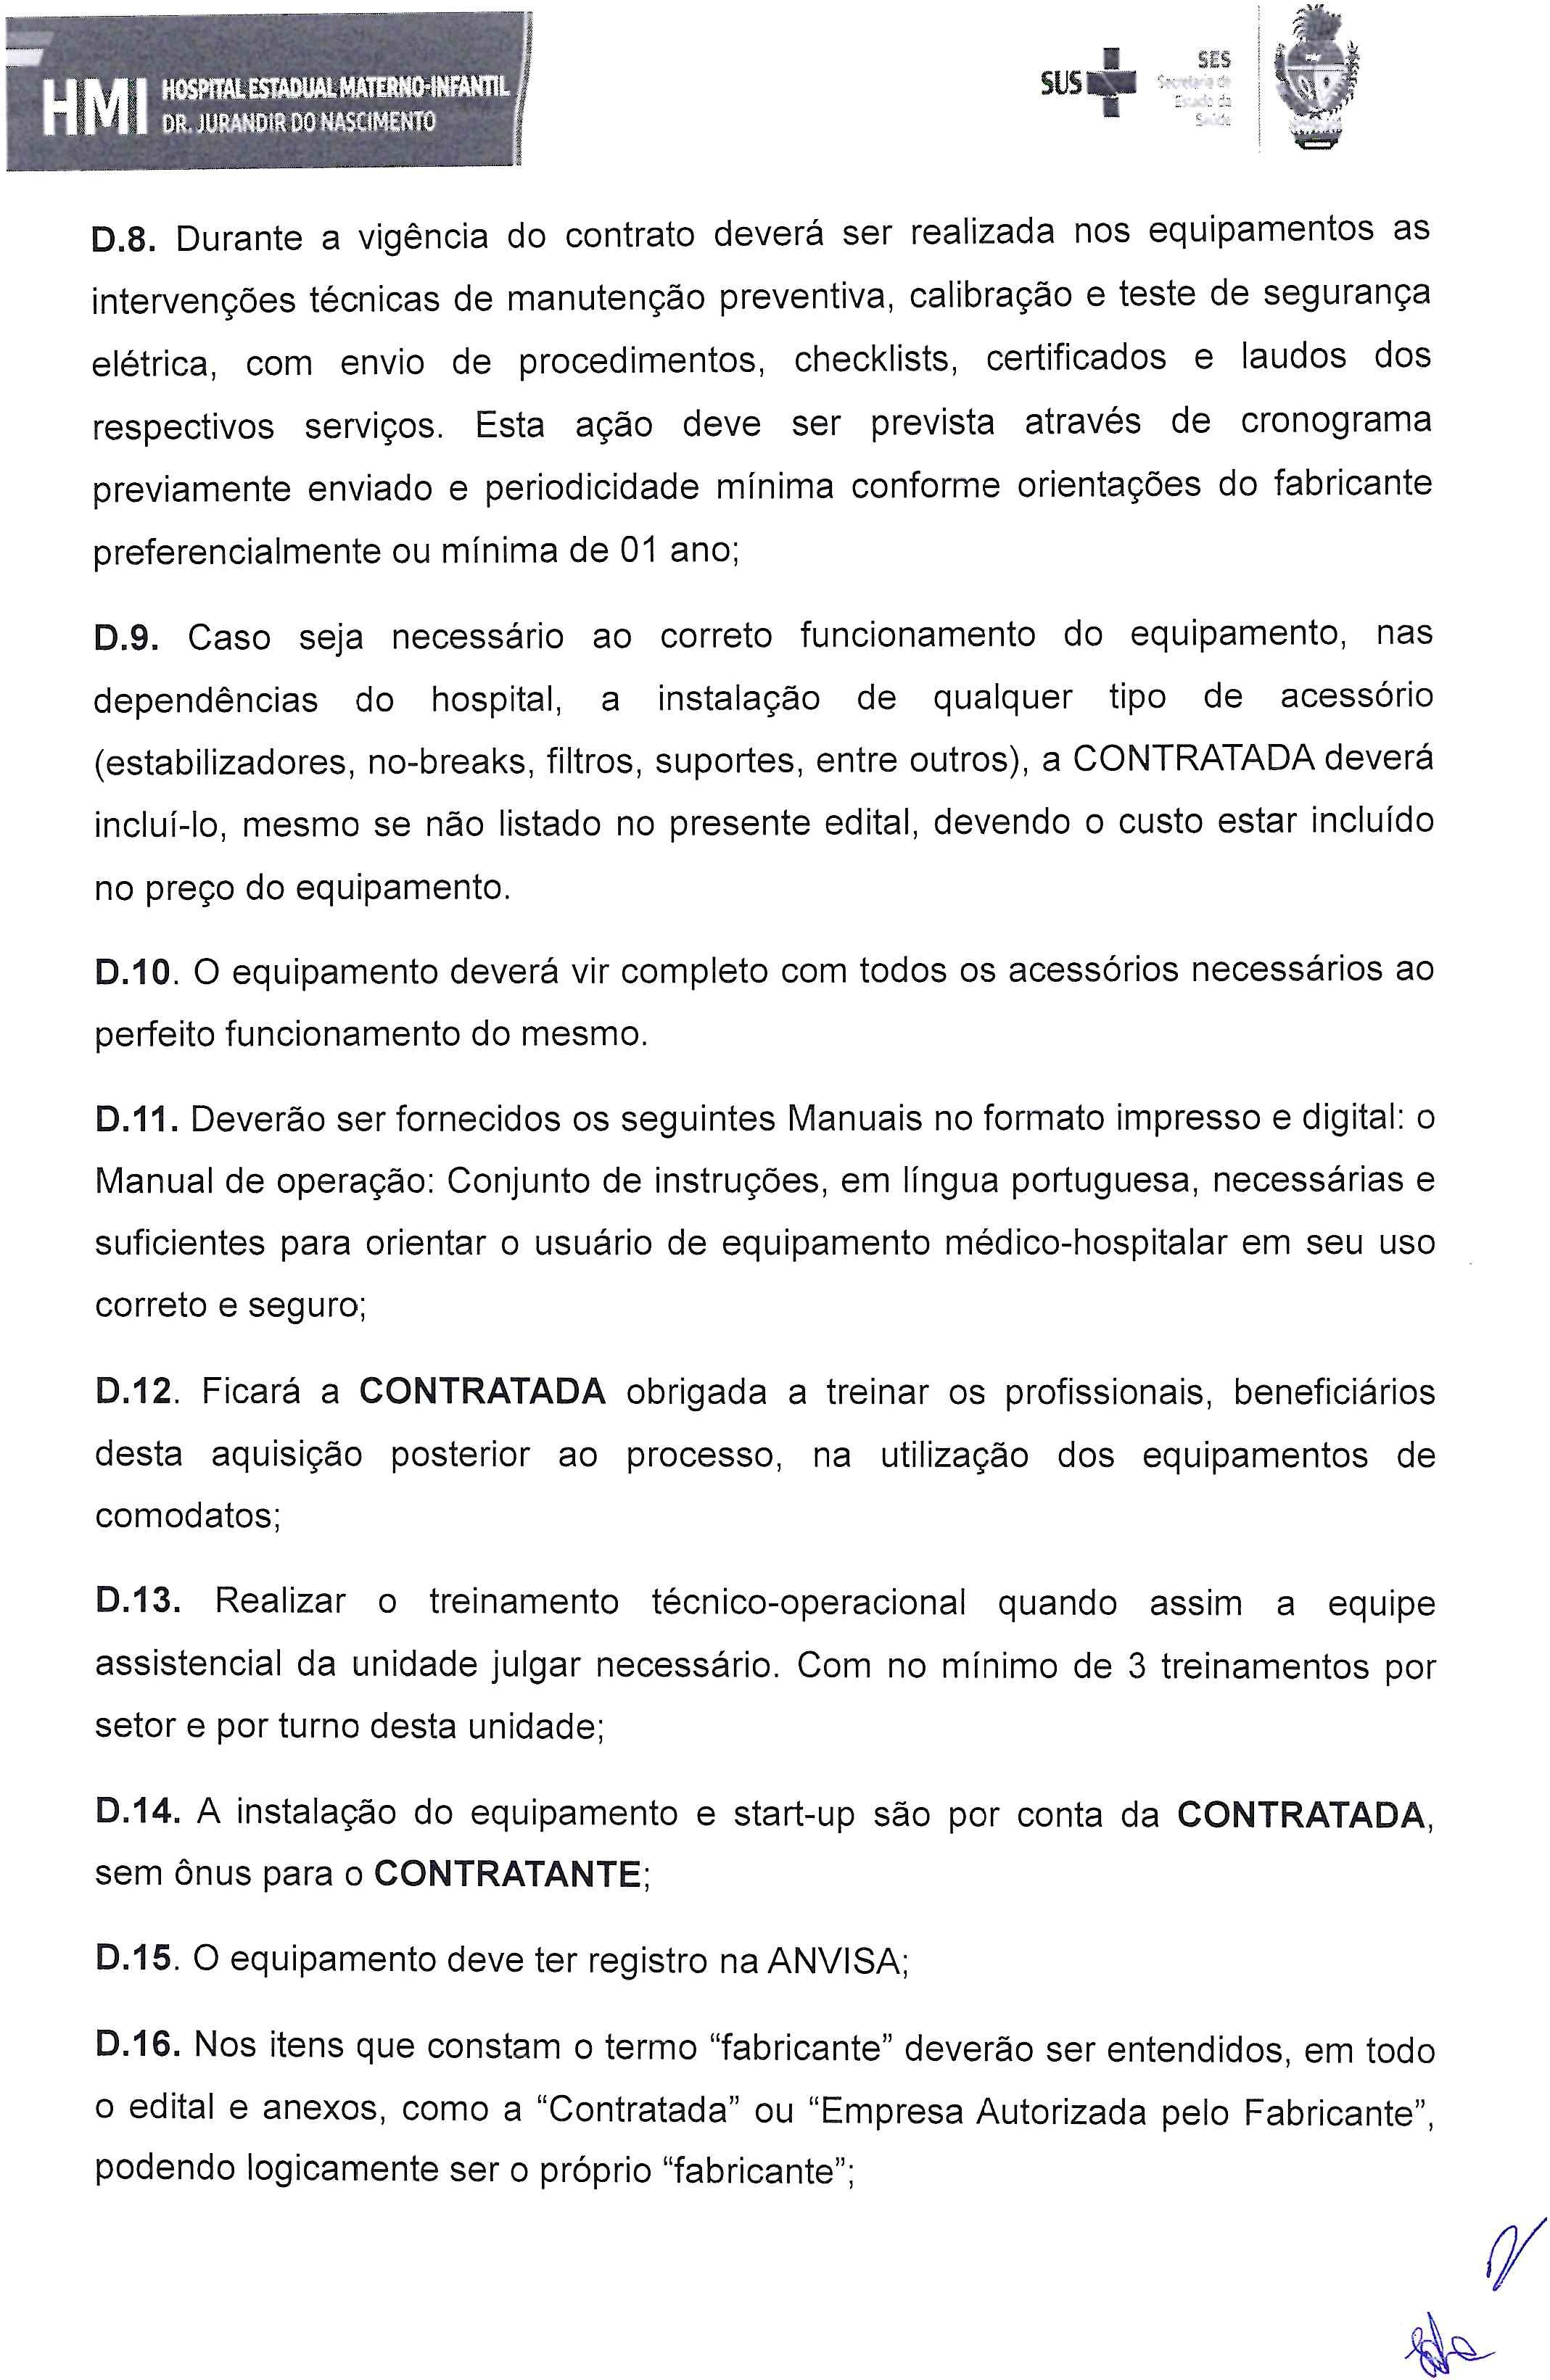 HMI HOSPITAL ESTADUAL MATERNO-INFANTIL
DR. JURANDIR DO NASCIMENTO
SUS
SES
Secretaria de
Estado da
Saúde
D.8. Durante a vigência do contrato deverá ser realizada nos equipamentos as
intervenções técnicas de manutenção preventiva, calibração e teste de segurança
elétrica, com envio de procedimentos, checklists, certificados e laudos dos
respectivos serviços. Esta ação deve ser prevista através de cronograma
previamente enviado e periodicidade mínima conforme orientações do fabricante
preferencialmente ou mínima de 01 ano;
D.9. Caso seja necessário ao correto funcionamento do equipamento, nas
dependências do hospital, a instalação de qualquer tipo de acessório
(estabilizadores, no-breaks, filtros, suportes, entre outros), a CONTRATADA deverá
incluí-lo, mesmo se não listado no presente edital, devendo o custo estar incluído
no preço do equipamento.
D.10. O equipamento deverá vir completo com todos os acessórios necessários ao
perfeito funcionamento do mesmo.
D.11. Deverão ser fornecidos os seguintes Manuais no formato impresso e digital: o
Manual de operação: Conjunto de instruções, em língua portuguesa, necessárias e
suficientes para orientar o usuário de equipamento médico-hospitalar em seu uso
correto e seguro;
D.12. Ficará a CONTRATADA obrigada a treinar os profissionais, beneficiários
desta aquisição posterior ao processo, na utilização dos equipamentos de
comodatos;
D.13. Realizar o treinamento técnico-operacional quando assim a equipe
assistencial da unidade julgar necessário. Com no mínimo de 3 treinamentos por
setor e por turno desta unidade;
D.14. A instalação do equipamento e start-up são por conta da CONTRATADA,
sem ônus para o CONTRATANTE;
D.15. O equipamento deve ter registro na ANVISA;
D.16. Nos itens que constam o termo “fabricante” deverão ser entendidos, em todo
o edital e anexos, como a “Contratada” ou “Empresa Autorizada pelo Fabricante”,
podendo logicamente ser o próprio “fabricante”;